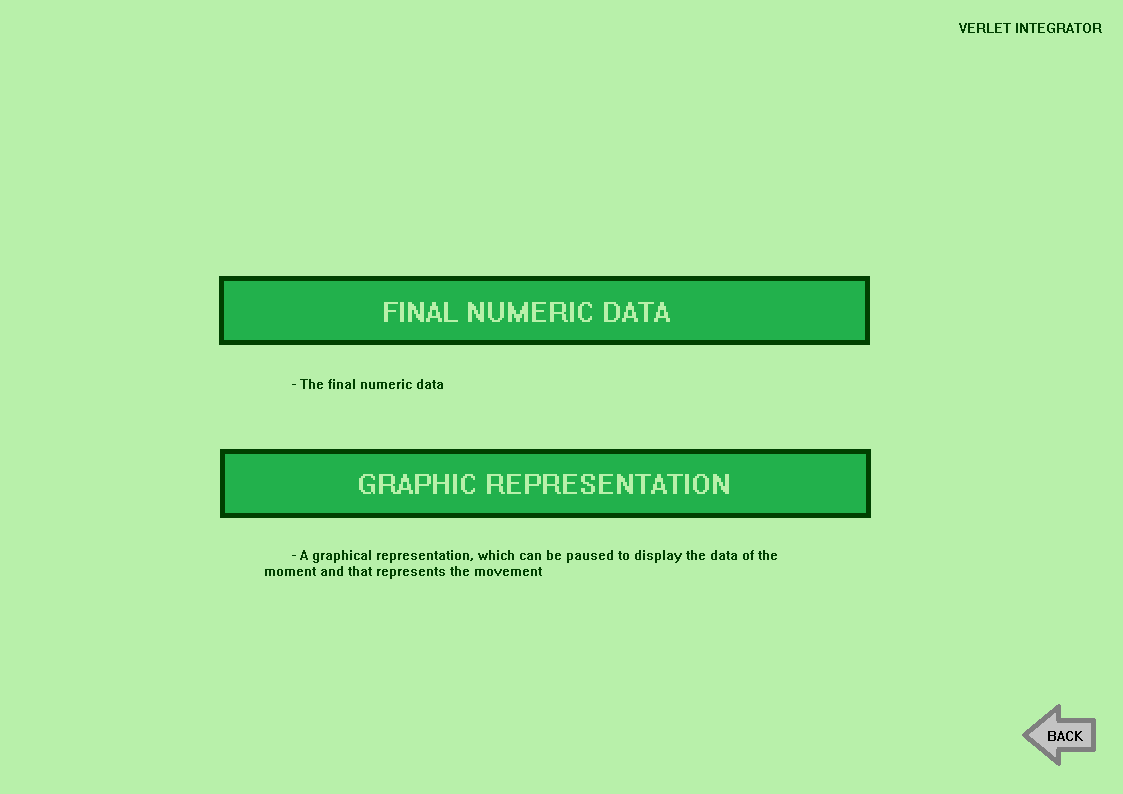 VERLET INTEGRATOR
FINAL NUMERIC DATA
- The final numeric data
GRAPHIC REPRESENTATION
- A graphical representation, which can be paused to display the data of the
moment and that represents the movement
BACK